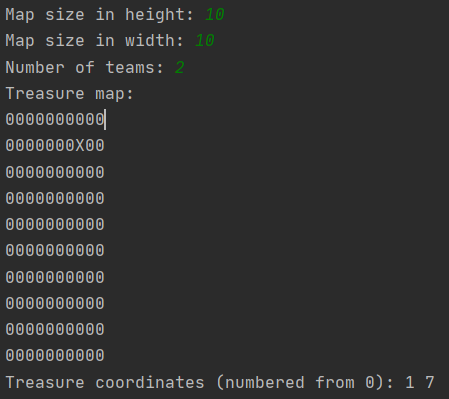 Map size in height: 10
Map size in width: 10
Number of teams: 2
Treasure map:
0000000000
0000000X00
0000000000
0000000000
0000000000
0000000000
0000000000
0000000000
0000000000
0000000000
Treasure coordinates (numbered from 0): 1 7